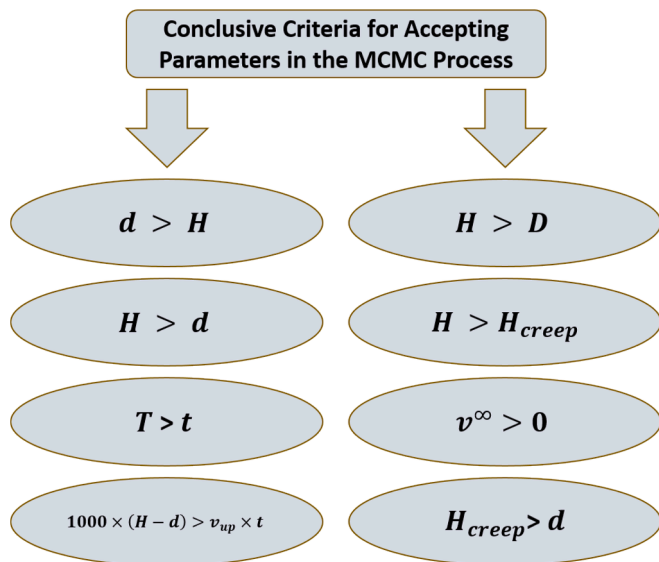 Conclusive Criteria for Accepting
Parameters in the MCMC Process
d > H
H > D
H > d
H > H_creep
T > t
v^∞ > 0
1000 × (H − d) > v_up × t
H_creep > d